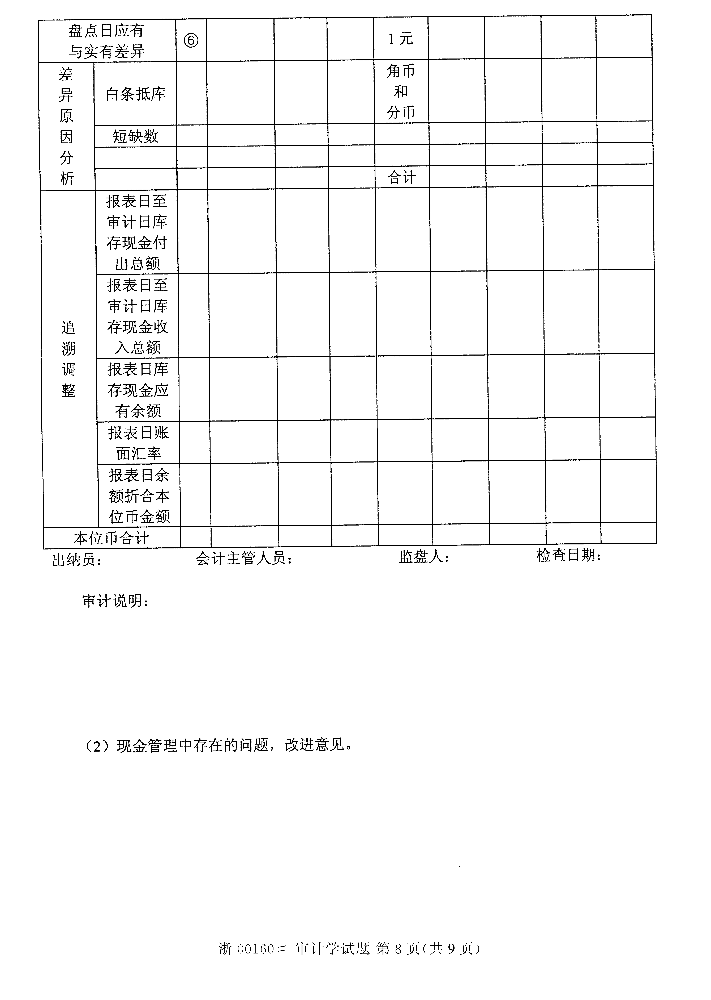 盘点日应有
与实有差异
⑥
1元
差异原因分析
白条抵库
角币
和
分币
短缺数
合计
追溯调整
报表日至
审计日库
存现金付
出总额
报表日至
审计日库
存现金收
入总额
报表日库
存现金应
有余额
报表日账
面汇率
报表日余
额折合本
位币金额
本位币合计
出纳员： 会计主管人员： 监盘人： 检查日期：
审计说明：
（2）现金管理中存在的问题，改进意见。
浙 00160# 审计学试题 第 8 页(共 9 页)